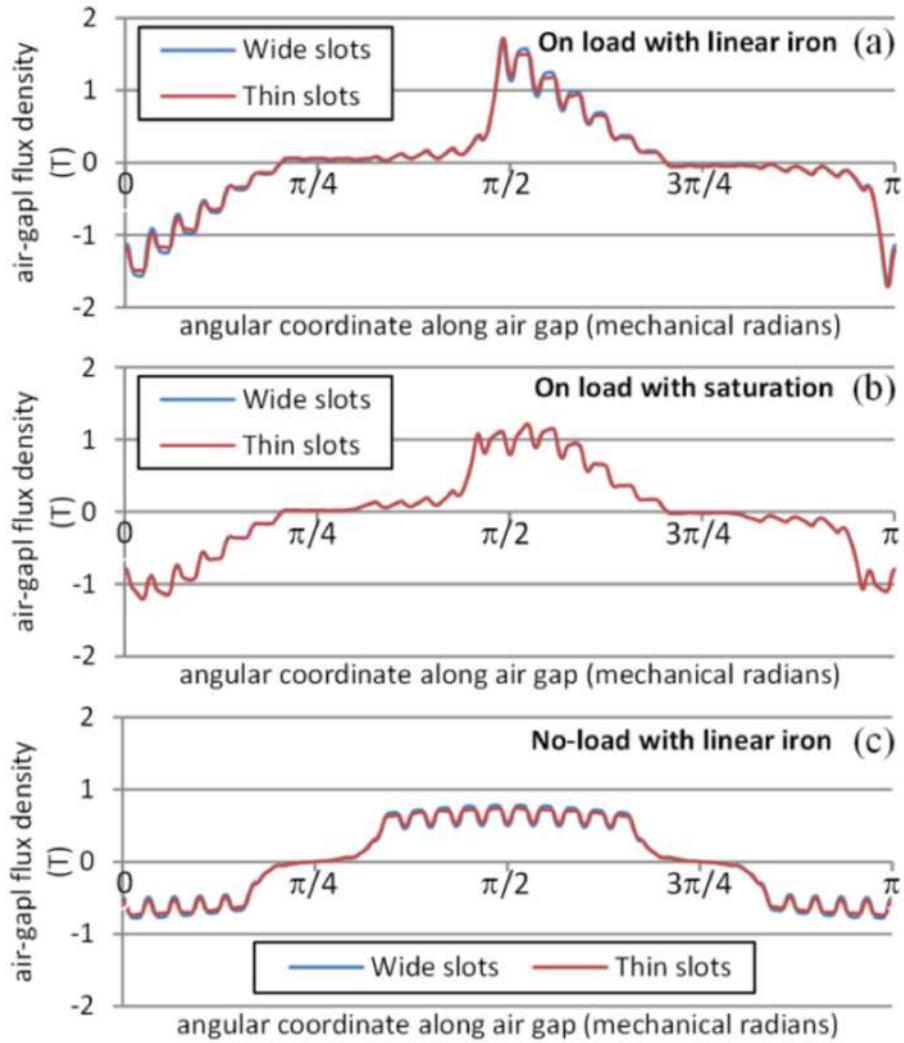 air-gapl flux density
(T)
2
1
0
-1
-2
Wide slots
Thin slots
On load with linear iron (a)
0
π/4
π/2
3π/4
π
angular coordinate along air gap (mechanical radians)
air-gapl flux density
(T)
2
1
0
-1
-2
Wide slots
Thin slots
On load with saturation (b)
0
π/4
π/2
3π/4
π
angular coordinate along air gap (mechanical radians)
air-gapl flux density
(T)
2
1
0
-1
-2
No-load with linear iron (c)
0
π/4
π/2
3π/4
π
Wide slots
Thin slots
angular coordinate along air gap (mechanical radians)